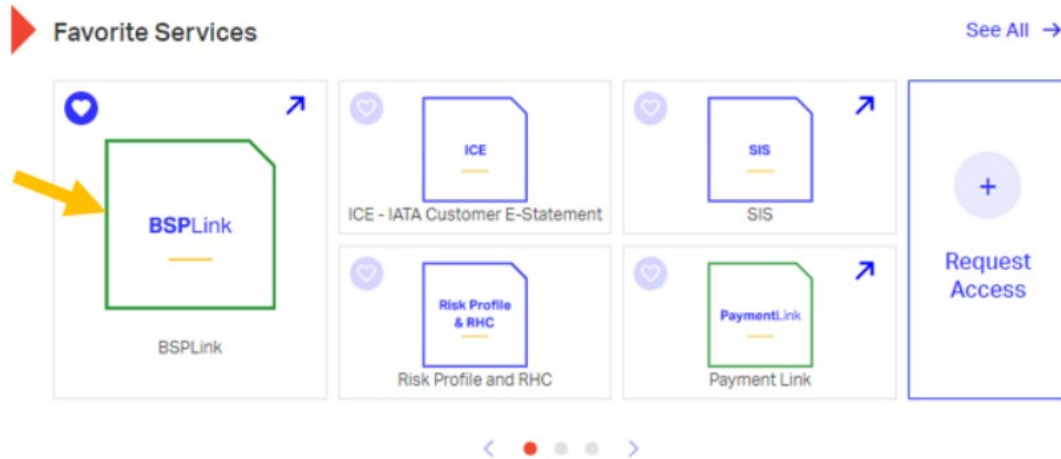 Favorite Services
See All →
BSPLink
BSPLink
ICE
ICE - IATA Customer E-Statement
SIS
SIS
Risk Profile
& RHC
Risk Profile and RHC
PaymentLink
Payment Link
+
Request
Access